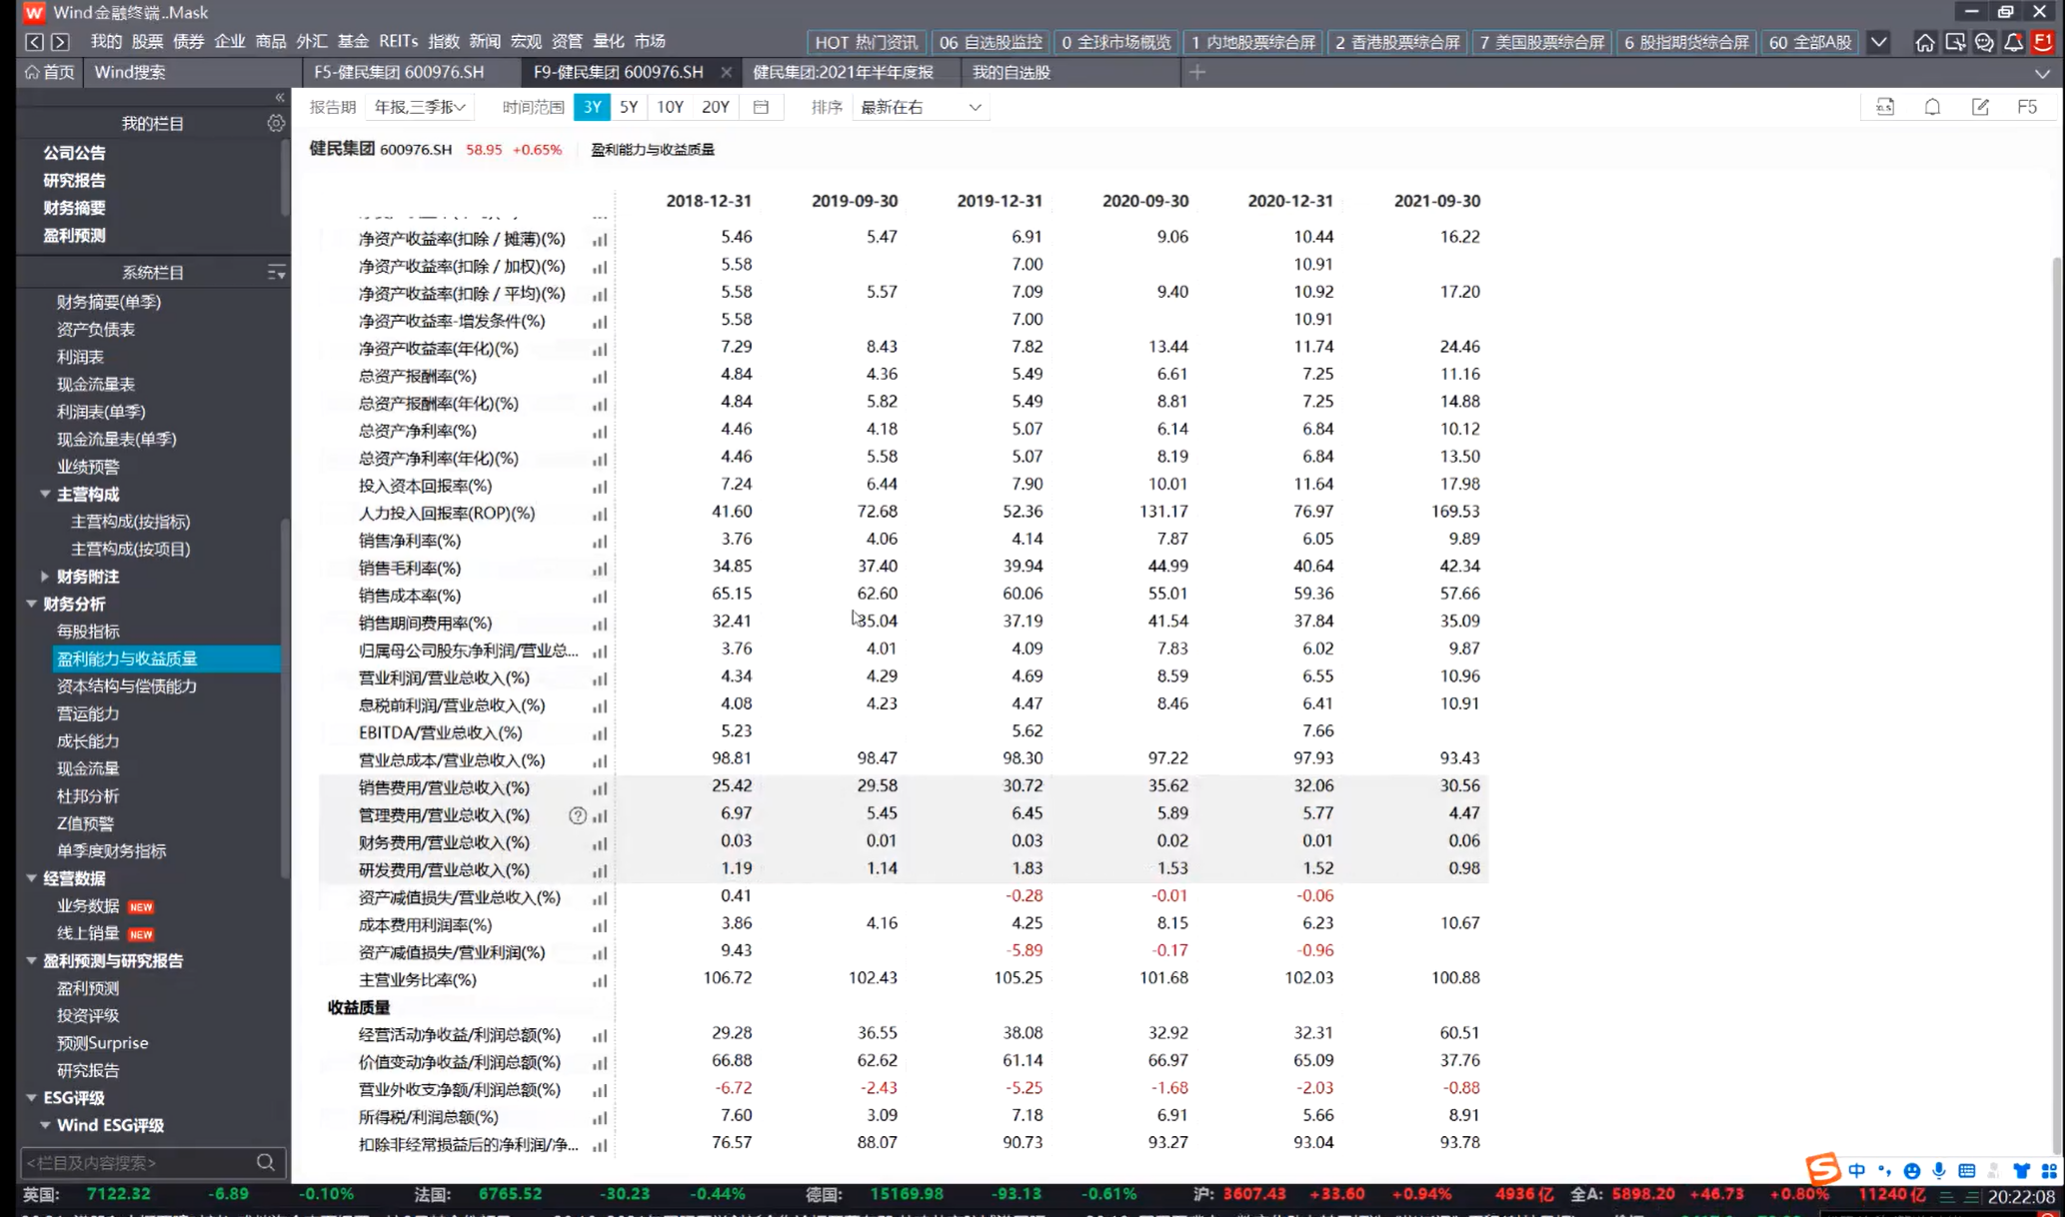 Wind金融终端..Mask
我的 股票 债券 企业 商品 外汇 基金 REITs 指数 新闻 宏观 资管 量化 市场
HOT 热门资讯 06 自选股监控 0 全球市场概览 1 内地股票综合屏 2 香港股票综合屏 7 美国股票综合屏 6 股指期货综合屏 60 全部A股 F1
首页 Wind搜索 F5-健民集团 600976.SH F9-健民集团 600976.SH 健民集团:2021年半年度报 我的自选股
报告期 年报,三季报 时间范围 3Y 5Y 10Y 20Y 排序 最新在右 F5
健民集团 600976.SH 58.95 +0.65% 盈利能力与收益质量
我的栏目
公司公告
研究报告
财务摘要
盈利预测
系统栏目
财务摘要(单季)
资产负债表
利润表
现金流量表
利润表(单季)
现金流量表(单季)
业绩预警
主营构成
主营构成(按指标)
主营构成(按项目)
财务附注
财务分析
每股指标
盈利能力与收益质量
资本结构与偿债能力
营运能力
成长能力
现金流量
杜邦分析
Z值预警
单季度财务指标
经营数据
业务数据 NEW
线上销量 NEW
盈利预测与研究报告
盈利预测
投资评级
预测Surprise
研究报告
ESG评级
Wind ESG评级
<栏目及内容搜索>
2018-12-31 2019-09-30 2019-12-31 2020-09-30 2020-12-31 2021-09-30
净资产收益率(扣除 / 摊薄)(%) 5.46 5.47 6.91 9.06 10.44 16.22
净资产收益率(扣除 / 加权)(%) 5.58 7.00 10.91
净资产收益率(扣除 / 平均)(%) 5.58 5.57 7.09 9.40 10.92 17.20
净资产收益率-增发条件(%) 5.58 7.00 10.91
净资产收益率(年化)(%) 7.29 8.43 7.82 13.44 11.74 24.46
总资产报酬率(%) 4.84 4.36 5.49 6.61 7.25 11.16
总资产报酬率(年化)(%) 4.84 5.82 5.49 8.81 7.25 14.88
总资产净利率(%) 4.46 4.18 5.07 6.14 6.84 10.12
总资产净利率(年化)(%) 4.46 5.58 5.07 8.19 6.84 13.50
投入资本回报率(%) 7.24 6.44 7.90 10.01 11.64 17.98
人力投入回报率(ROP)(%) 41.60 72.68 52.36 131.17 76.97 169.53
销售净利率(%) 3.76 4.06 4.14 7.87 6.05 9.89
销售毛利率(%) 34.85 37.40 39.94 44.99 40.64 42.34
销售成本率(%) 65.15 62.60 60.06 55.01 59.36 57.66
销售期间费用率(%) 32.41 35.04 37.19 41.54 37.84 35.09
归属母公司股东净利润/营业总... 3.76 4.01 4.09 7.83 6.02 9.87
营业利润/营业总收入(%) 4.34 4.29 4.69 8.59 6.55 10.96
息税前利润/营业总收入(%) 4.08 4.23 4.47 8.46 6.41 10.91
EBITDA/营业总收入(%) 5.23 5.62 7.66
营业总成本/营业总收入(%) 98.81 98.47 98.30 97.22 97.93 93.43
销售费用/营业总收入(%) 25.42 29.58 30.72 35.62 32.06 30.56
管理费用/营业总收入(%) 6.97 5.45 6.45 5.89 5.77 4.47
财务费用/营业总收入(%) 0.03 0.01 0.03 0.02 0.01 0.06
研发费用/营业总收入(%) 1.19 1.14 1.83 1.53 1.52 0.98
资产减值损失/营业总收入(%) 0.41 -0.28 -0.01 -0.06
成本费用利润率(%) 3.86 4.16 4.25 8.15 6.23 10.67
资产减值损失/营业利润(%) 9.43 -5.89 -0.17 -0.96
主营业务比率(%) 106.72 102.43 105.25 101.68 102.03 100.88
收益质量
经营活动净收益/利润总额(%) 29.28 36.55 38.08 32.92 32.31 60.51
价值变动净收益/利润总额(%) 66.88 62.62 61.14 66.97 65.09 37.76
营业外收支净额/利润总额(%) -6.72 -2.43 -5.25 -1.68 -2.03 -0.88
所得税/利润总额(%) 7.60 3.09 7.18 6.91 5.66 8.91
扣除非经常损益后的净利润/净... 76.57 88.07 90.73 93.27 93.04 93.78
中
英国: 7122.32 -6.89 -0.10% 法国: 6765.52 -30.23 -0.44% 德国: 15169.98 -93.13 -0.61% 沪: 3607.43 +33.60 +0.94% 4936亿 全A: 5898.20 +46.73 +0.80% 11240亿 20:22:08